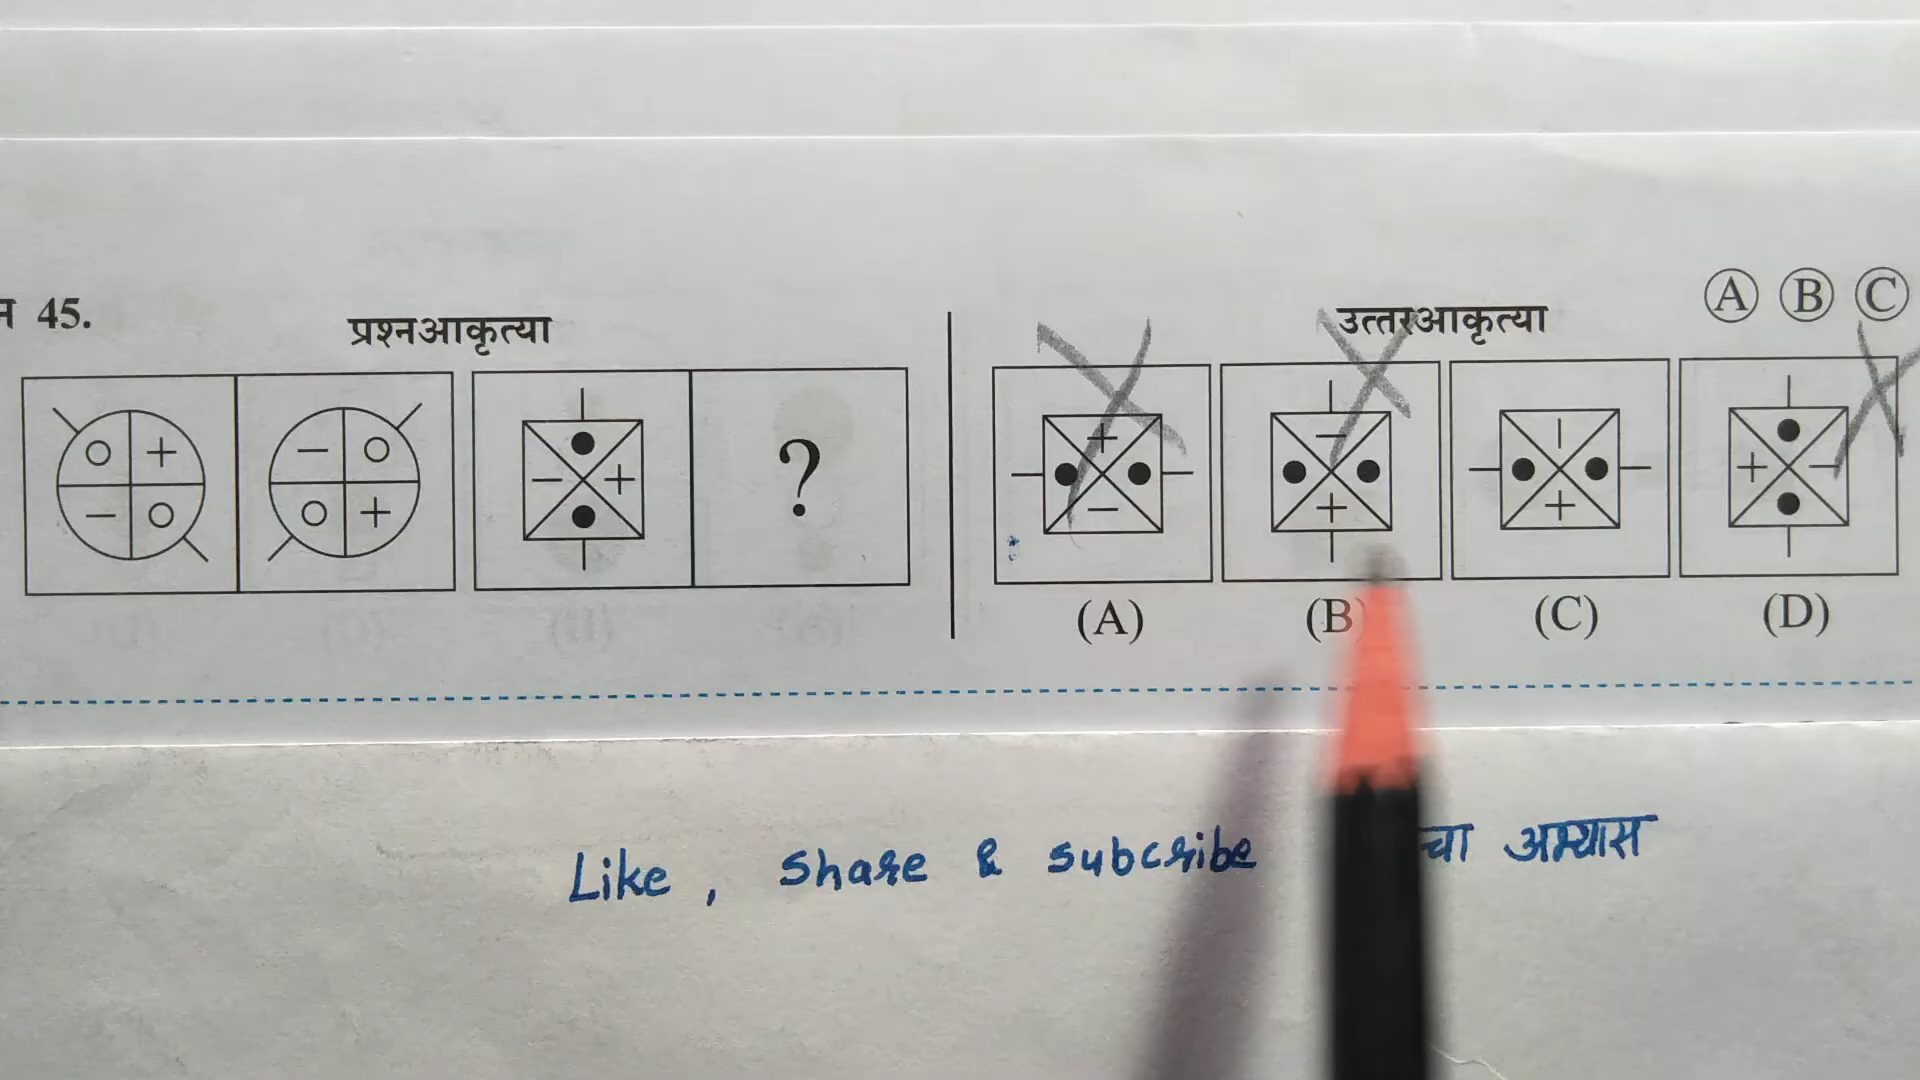 45.
प्रश्नआकृत्या
उत्तरआकृत्या
Ⓐ Ⓑ Ⓒ
?
(A) (B) (C) (D)
Like , Share & subcribe चा अभ्यास